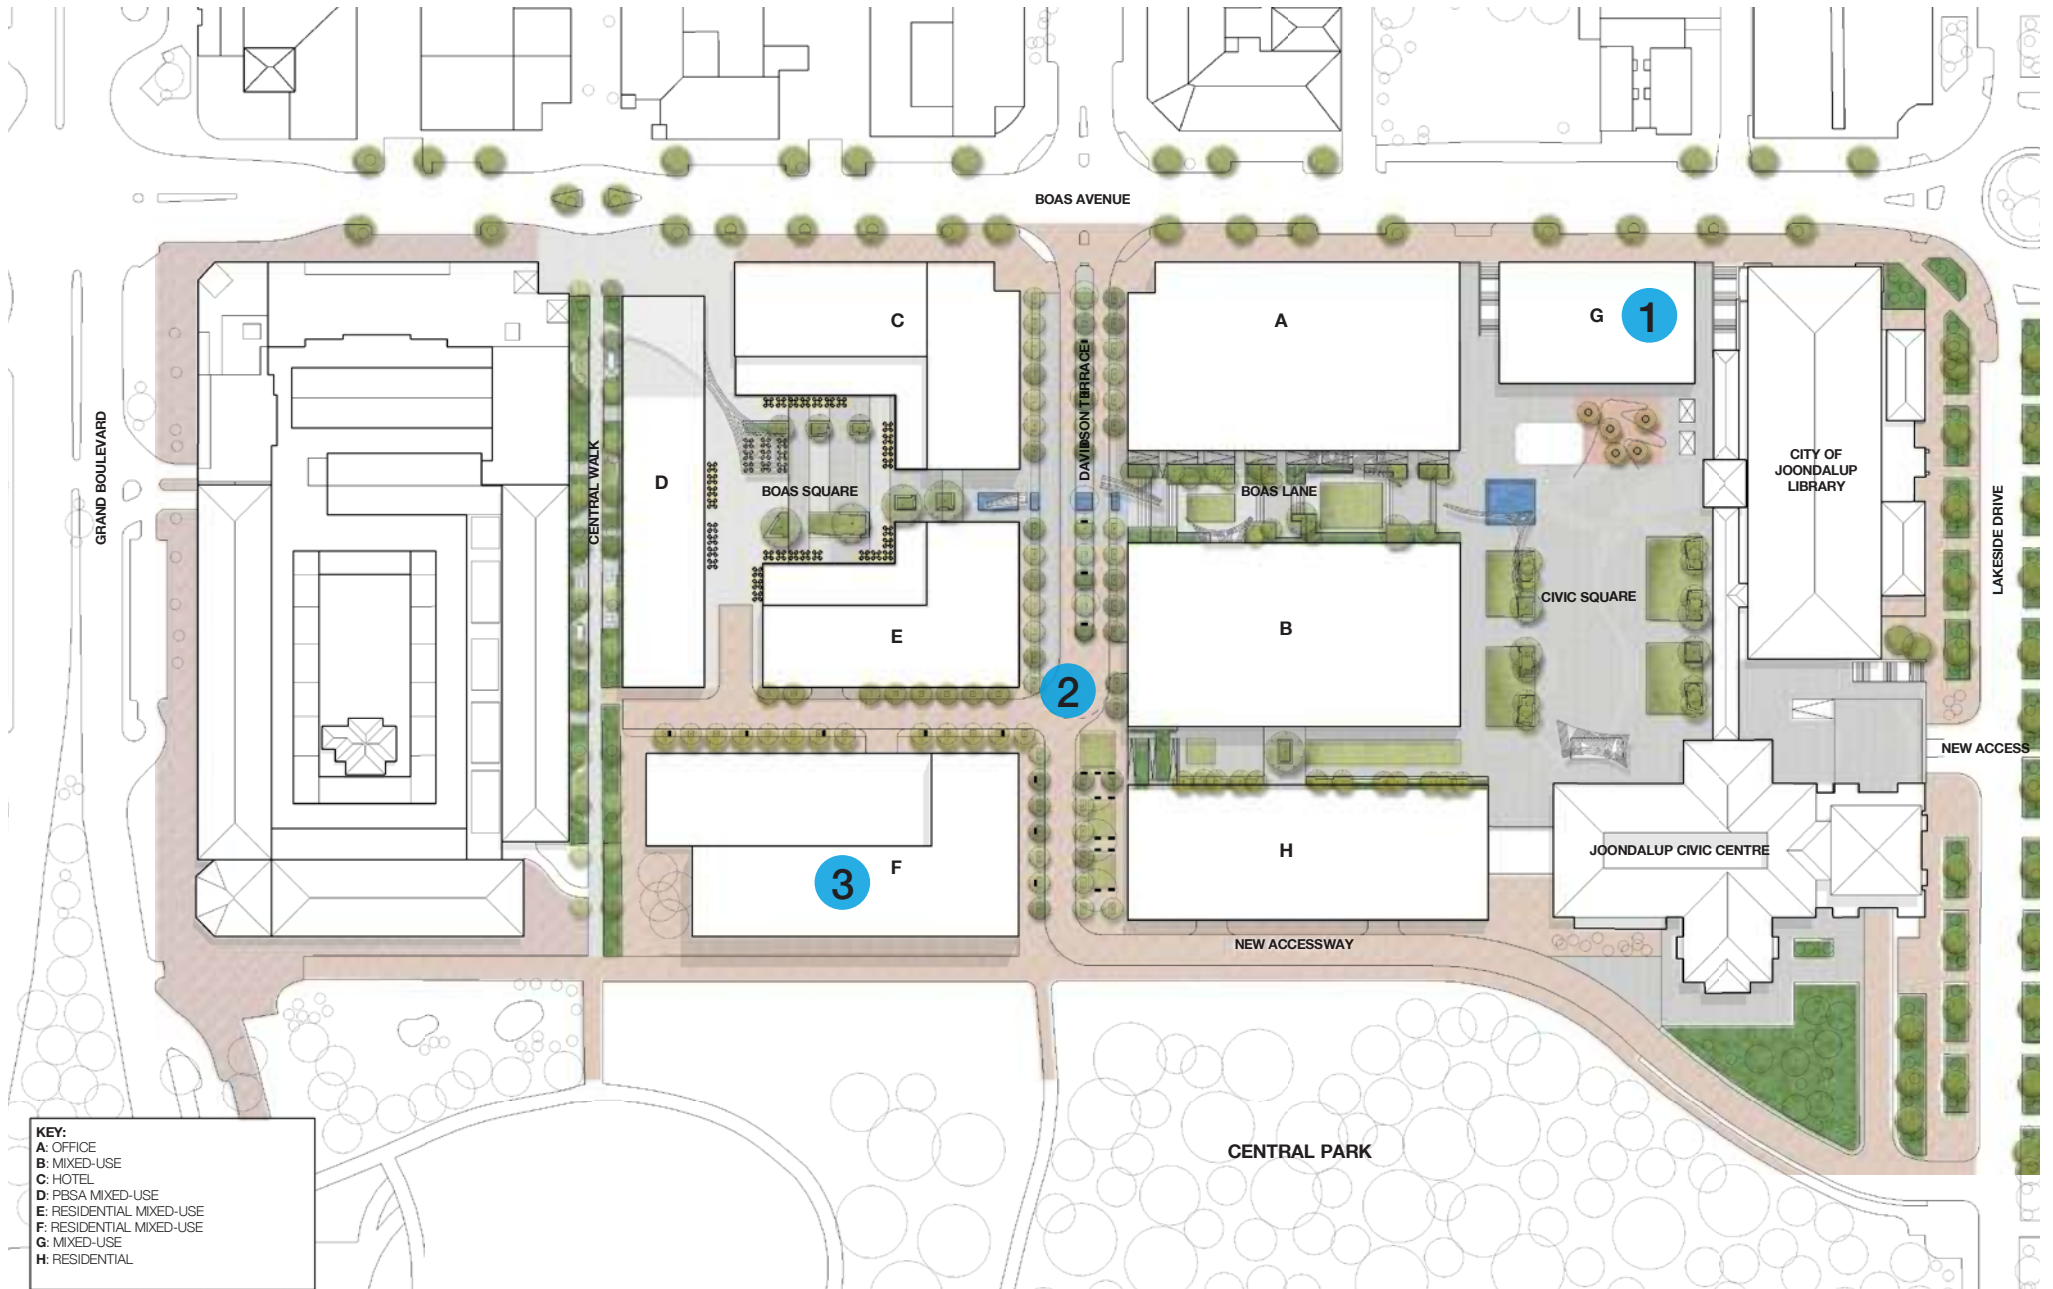 BOAS AVENUE
C
A
G
1
GRAND BOULEVARD
CENTRAL WALK
DAVIDSON TERRACE
D
BOAS SQUARE
BOAS LANE
CITY OF
JOONDALUP
LIBRARY
LAKESIDE DRIVE
E
B
CIVIC SQUARE
2
NEW ACCESS
3
F
H
JOONDALUP CIVIC CENTRE
NEW ACCESSWAY
CENTRAL PARK
KEY:
A: OFFICE
B: MIXED-USE
C: HOTEL
D: PBSA MIXED-USE
E: RESIDENTIAL MIXED-USE
F: RESIDENTIAL MIXED-USE
G: MIXED-USE
H: RESIDENTIAL